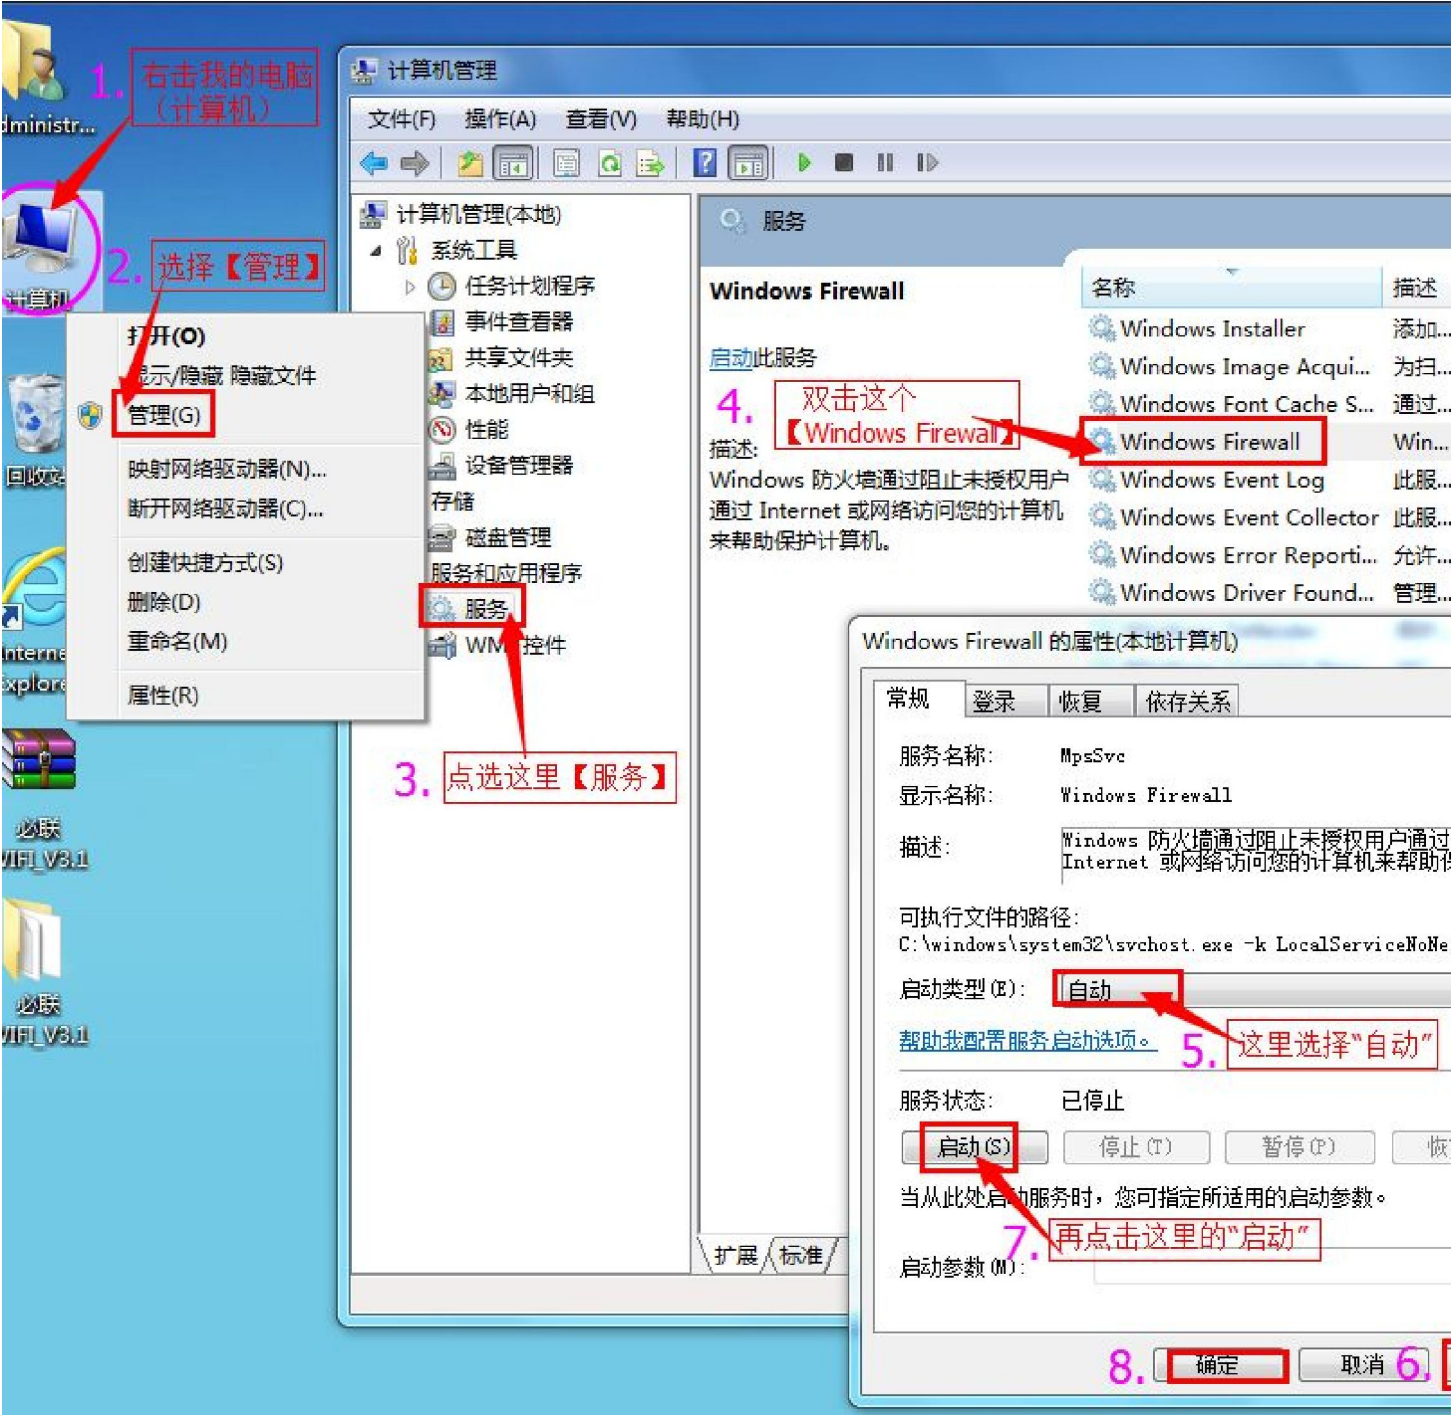 1.
右击我的电脑
（计算机）
dministr...
计算机
2.
选择【管理】
打开(O)
显示/隐藏 隐藏文件
管理(G)
映射网络驱动器(N)...
断开网络驱动器(C)...
创建快捷方式(S)
删除(D)
重命名(M)
属性(R)
回收站
nterne
xplore
必联
VIFI_V3.1
必联
VIFI_V3.1
计算机管理
文件(F) 操作(A) 查看(V) 帮助(H)
计算机管理(本地)
系统工具
任务计划程序
事件查看器
共享文件夹
本地用户和组
性能
设备管理器
存储
磁盘管理
服务和应用程序
服务
WM 控件
3.
点选这里【服务】
服务
Windows Firewall
启动此服务
4.
双击这个
【Windows Firewall】
描述:
Windows 防火墙通过阻止未授权用户
通过 Internet 或网络访问您的计算机
来帮助保护计算机。
名称 描述
Windows Installer 添加...
Windows Image Acqui... 为扫...
Windows Font Cache S... 通过...
Windows Firewall Win...
Windows Event Log 此服...
Windows Event Collector 此服...
Windows Error Reporti... 允许...
Windows Driver Found... 管理...
扩展 标准
Windows Firewall 的属性(本地计算机)
常规 登录 恢复 依存关系
服务名称: MpsSvc
显示名称: Windows Firewall
描述: Windows 防火墙通过阻止未授权用户通过
Internet 或网络访问您的计算机来帮助保
可执行文件的路径:
C:\windows\system32\svchost.exe -k LocalServiceNoNe
启动类型(E): 自动
帮助我配置服务启动选项。
5.
这里选择“自动”
服务状态: 已停止
启动(S) 停止(T) 暂停(P) 恢
当从此处启动服务时，您可指定所适用的启动参数。
7.
再点击这里的“启动”
启动参数(M):
8.
确定 取消
6.